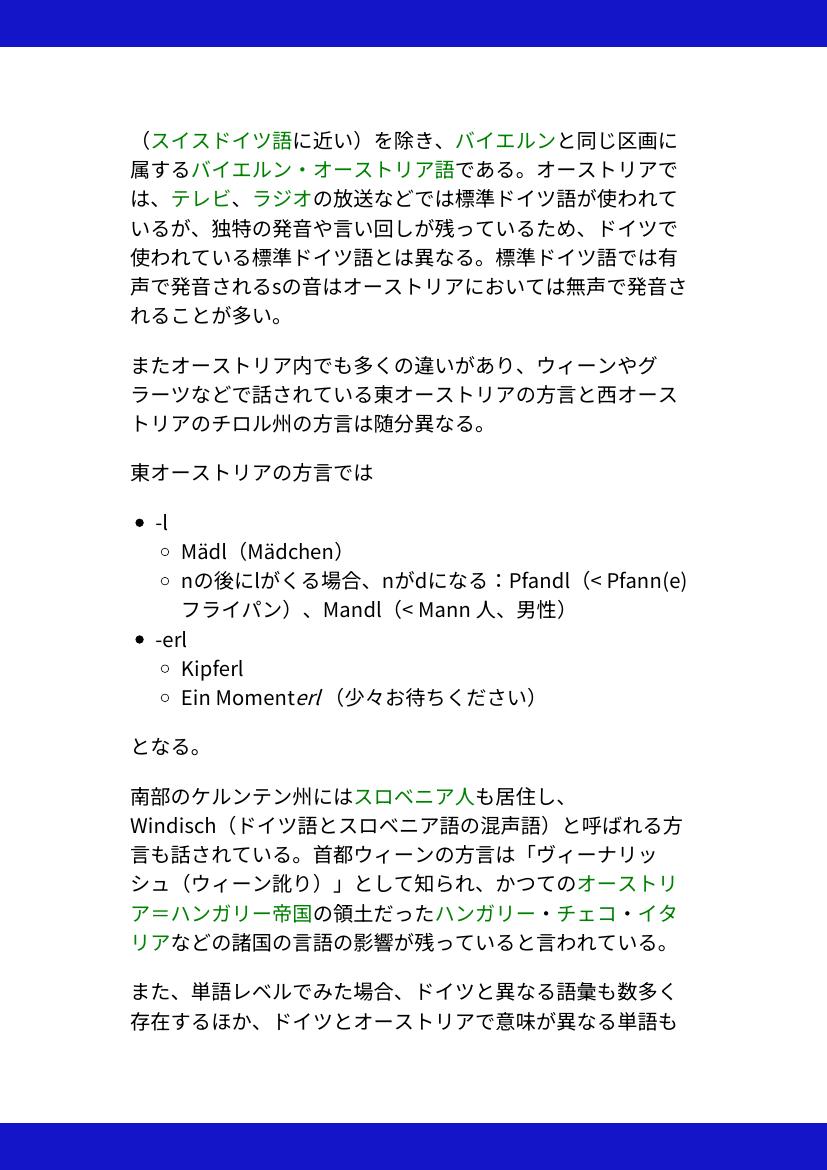 （スイスドイツ語に近い）を除き、バイエルンと同じ区画に
属するバイエルン・オーストリア語である。オーストリアで
は、テレビ、ラジオの放送などでは標準ドイツ語が使われて
いるが、独特の発音や言い回しが残っているため、ドイツで
使われている標準ドイツ語とは異なる。標準ドイツ語では有
声で発音されるsの音はオーストリアにおいては無声で発音さ
れることが多い。
またオーストリア内でも多くの違いがあり、ウィーンやグ
ラーツなどで話されている東オーストリアの方言と西オース
トリアのチロル州の方言は随分異なる。
東オーストリアの方言では
• -l
◦ Mädl（Mädchen）
◦ nの後にlがくる場合、nがdになる：Pfandl（< Pfann(e)
フライパン）、Mandl（< Mann 人、男性）
• -erl
◦ Kipferl
◦ Ein Momenterl（少々お待ちください）
となる。
南部のケルンテン州にはスロベニア人も居住し、
Windisch（ドイツ語とスロベニア語の混声語）と呼ばれる方
言も話されている。首都ウィーンの方言は「ヴィーナリッ
シュ（ウィーン訛り）」として知られ、かつてのオーストリ
ア＝ハンガリー帝国の領土だったハンガリー・チェコ・イタ
リアなどの諸国の言語の影響が残っていると言われている。
また、単語レベルでみた場合、ドイツと異なる語彙も数多く
存在するほか、ドイツとオーストリアで意味が異なる単語も